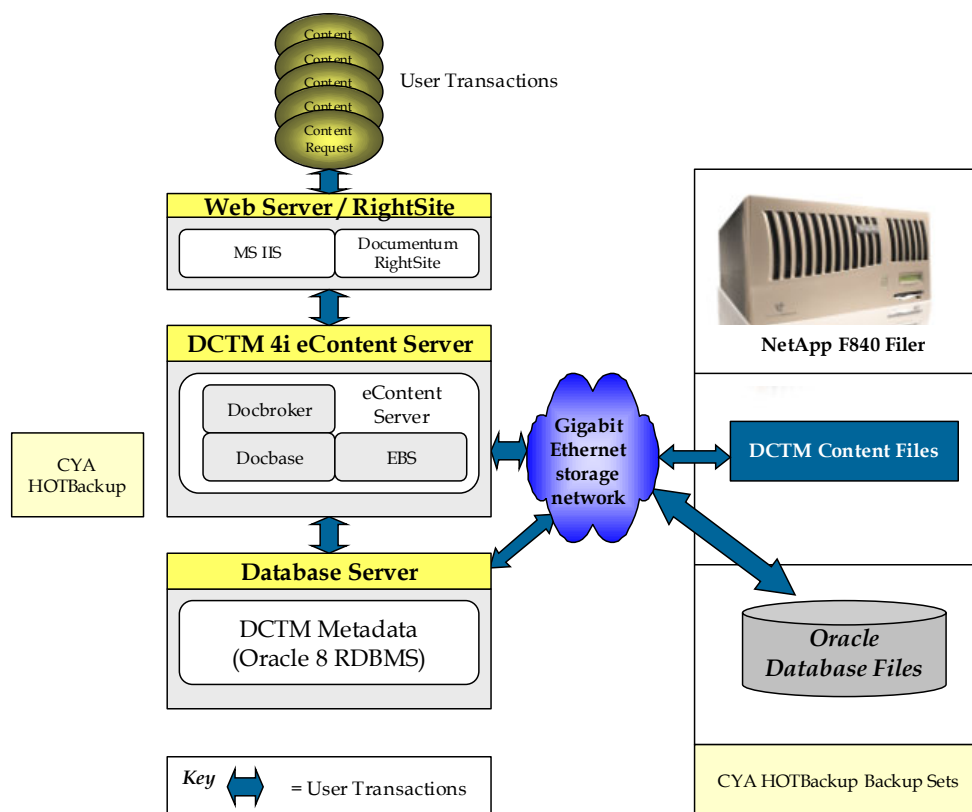 Content
Content
Content
Content
Content
Request
User Transactions
Web Server / RightSite
MS IIS
Documentum
RightSite
DCTM 4i eContent Server
eContent
Server
Docbroker
Docbase
EBS
CYA
HOTBackup
Gigabit
Ethernet
storage
network
Database Server
DCTM Metadata
(Oracle 8 RDBMS)
NetApp F840 Filer
DCTM Content Files
Oracle
Database Files
CYA HOTBackup Backup Sets
Key
= User Transactions